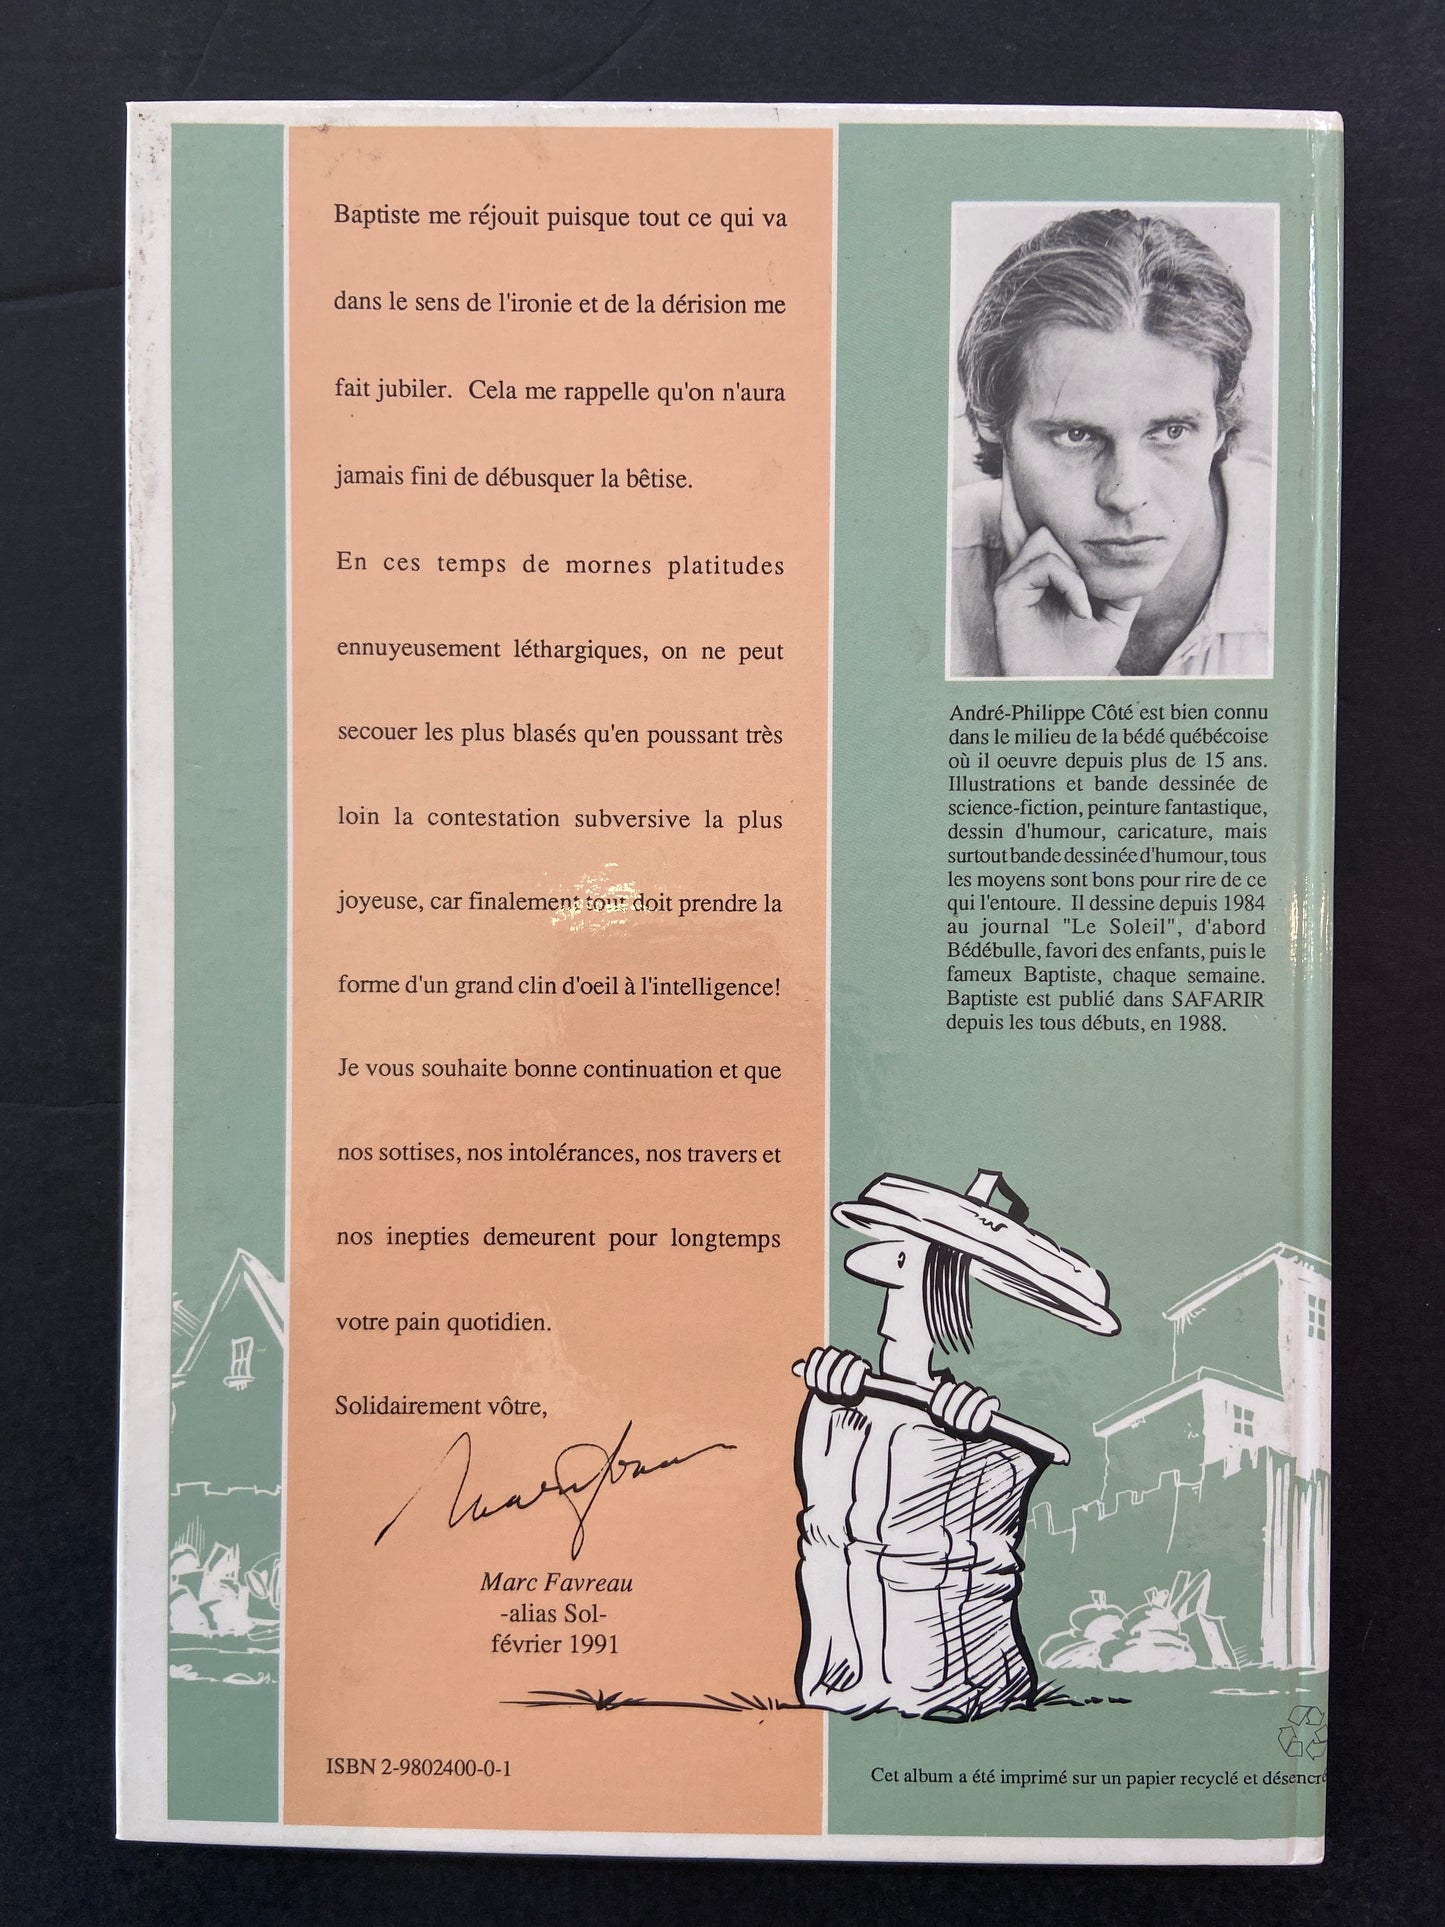 Baptiste me réjouit puisque tout ce qui va
dans le sens de l'ironie et de la dérision me
fait jubiler. Cela me rappelle qu'on n'aura
jamais fini de débusquer la bêtise.
En ces temps de mornes platitudes
ennuyeusement léthargiques, on ne peut
secouer les plus blasés qu'en poussant très
loin la contestation subversive la plus
joyeuse, car finalement tout doit prendre la
forme d'un grand clin d'oeil à l'intelligence!
Je vous souhaite bonne continuation et que
nos sottises, nos intolérances, nos travers et
nos inepties demeurent pour longtemps
votre pain quotidien.
Solidairement vôtre,
Marc Favreau
Marc Favreau
-alias Sol-
février 1991
ISBN 2-9802400-0-1
André-Philippe Côté est bien connu
dans le milieu de la bédé québécoise
où il oeuvre depuis plus de 15 ans.
Illustrations et bande dessinée de
science-fiction, peinture fantastique,
dessin d'humour, caricature, mais
surtout bande dessinée d'humour, tous
les moyens sont bons pour rire de ce
qui l'entoure. Il dessine depuis 1984
au journal "Le Soleil", d'abord
Bédébulle, favori des enfants, puis le
fameux Baptiste, chaque semaine.
Baptiste est publié dans SAFARIR
depuis les tous débuts, en 1988.
Cet album a été imprimé sur un papier recyclé et désencré